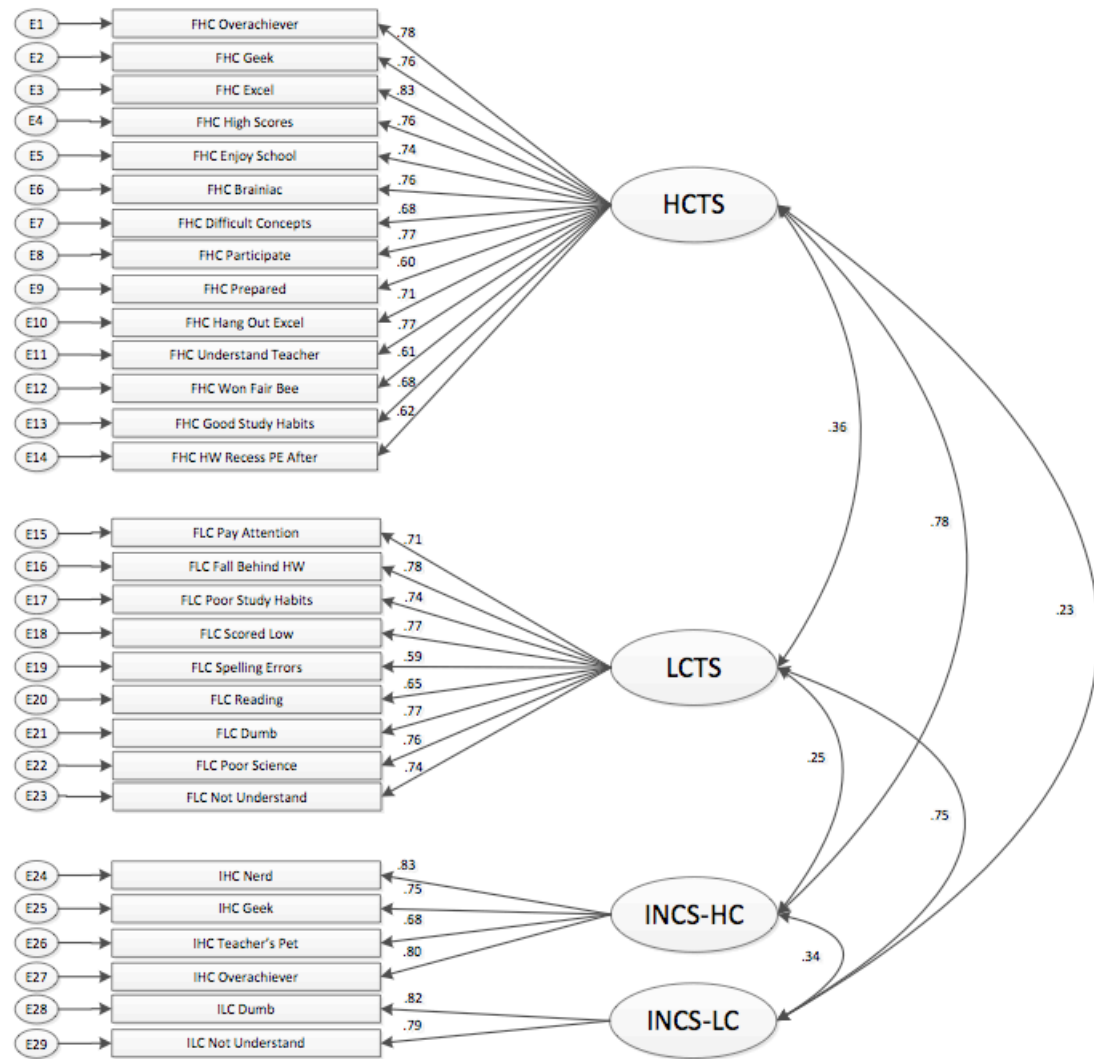 E1 FHC Overachiever .78
E2 FHC Geek .76
E3 FHC Excel .83
E4 FHC High Scores .76
E5 FHC Enjoy School .74
E6 FHC Brainiac .76
E7 FHC Difficult Concepts .68
E8 FHC Participate .77
E9 FHC Prepared .60
E10 FHC Hang Out Excel .71
E11 FHC Understand Teacher .77
E12 FHC Won Fair Bee .61
E13 FHC Good Study Habits .68
E14 FHC HW Recess PE After .62
HCTS
.36
.78
.23
E15 FLC Pay Attention .71
E16 FLC Fall Behind HW .78
E17 FLC Poor Study Habits .74
E18 FLC Scored Low .77
E19 FLC Spelling Errors .59
E20 FLC Reading .65
E21 FLC Dumb .77
E22 FLC Poor Science .76
E23 FLC Not Understand .74
LCTS
.25
.75
E24 IHC Nerd .83
E25 IHC Geek .75
E26 IHC Teacher's Pet .68
E27 IHC Overachiever .80
INCS-HC
.34
E28 ILC Dumb .82
E29 ILC Not Understand .79
INCS-LC